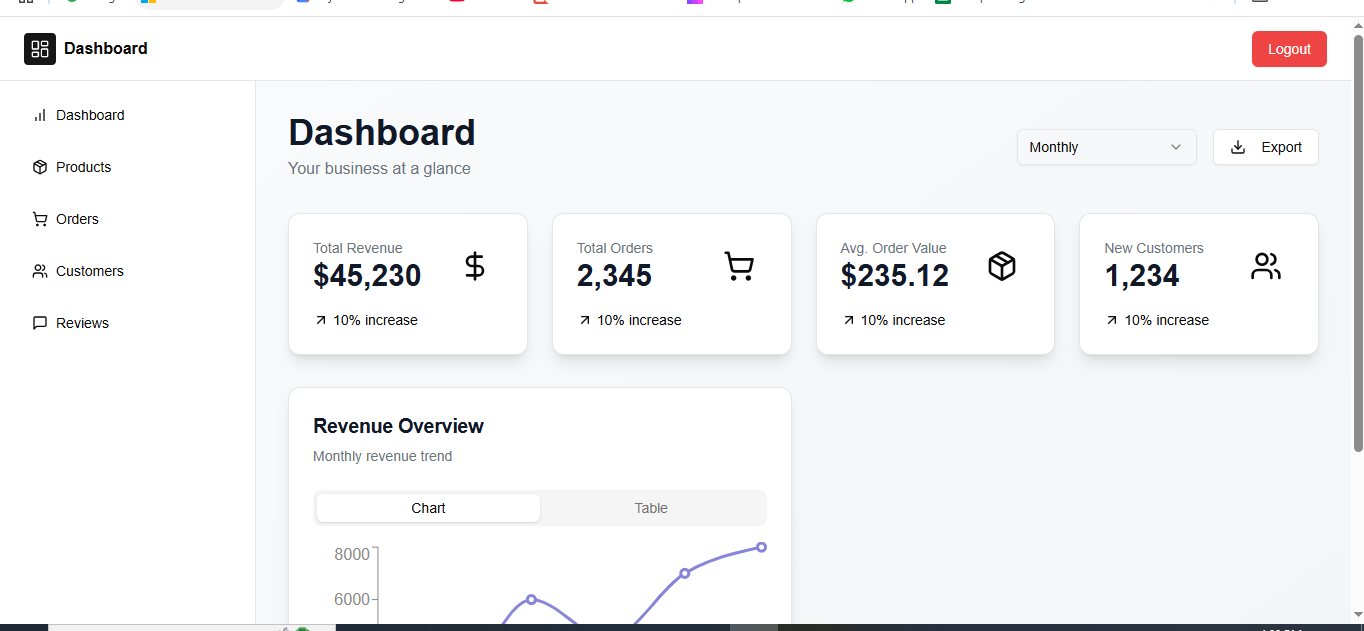 Dashboard
Logout
Dashboard
Products
Orders
Customers
Reviews
Dashboard
Your business at a glance
Monthly
Export
Total Revenue
$45,230
10% increase
Total Orders
2,345
10% increase
Avg. Order Value
$235.12
10% increase
New Customers
1,234
10% increase
Revenue Overview
Monthly revenue trend
Chart
Table
8000
6000